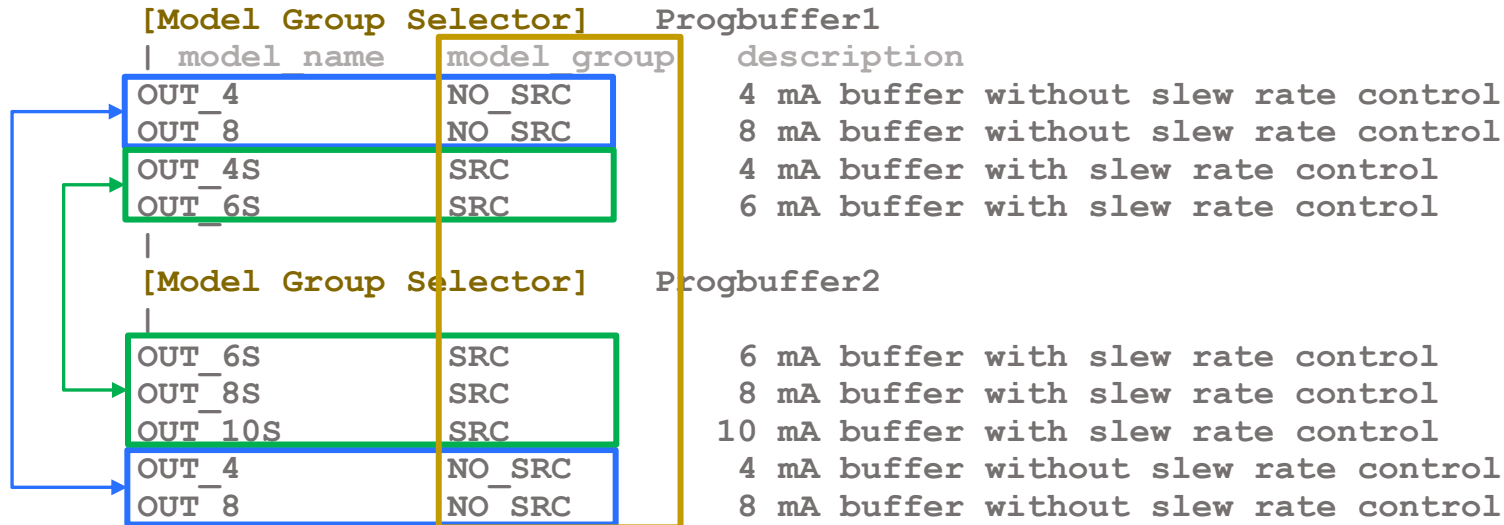 [Model Group Selector] Progbuffer1
| model_name model_group description
OUT_4 NO_SRC 4 mA buffer without slew rate control
OUT_8 NO_SRC 8 mA buffer without slew rate control
OUT_4S SRC 4 mA buffer with slew rate control
OUT_6S SRC 6 mA buffer with slew rate control
|
[Model Group Selector] Progbuffer2
|
OUT_6S SRC 6 mA buffer with slew rate control
OUT_8S SRC 8 mA buffer with slew rate control
OUT_10S SRC 10 mA buffer with slew rate control
OUT_4 NO_SRC 4 mA buffer without slew rate control
OUT_8 NO_SRC 8 mA buffer without slew rate control